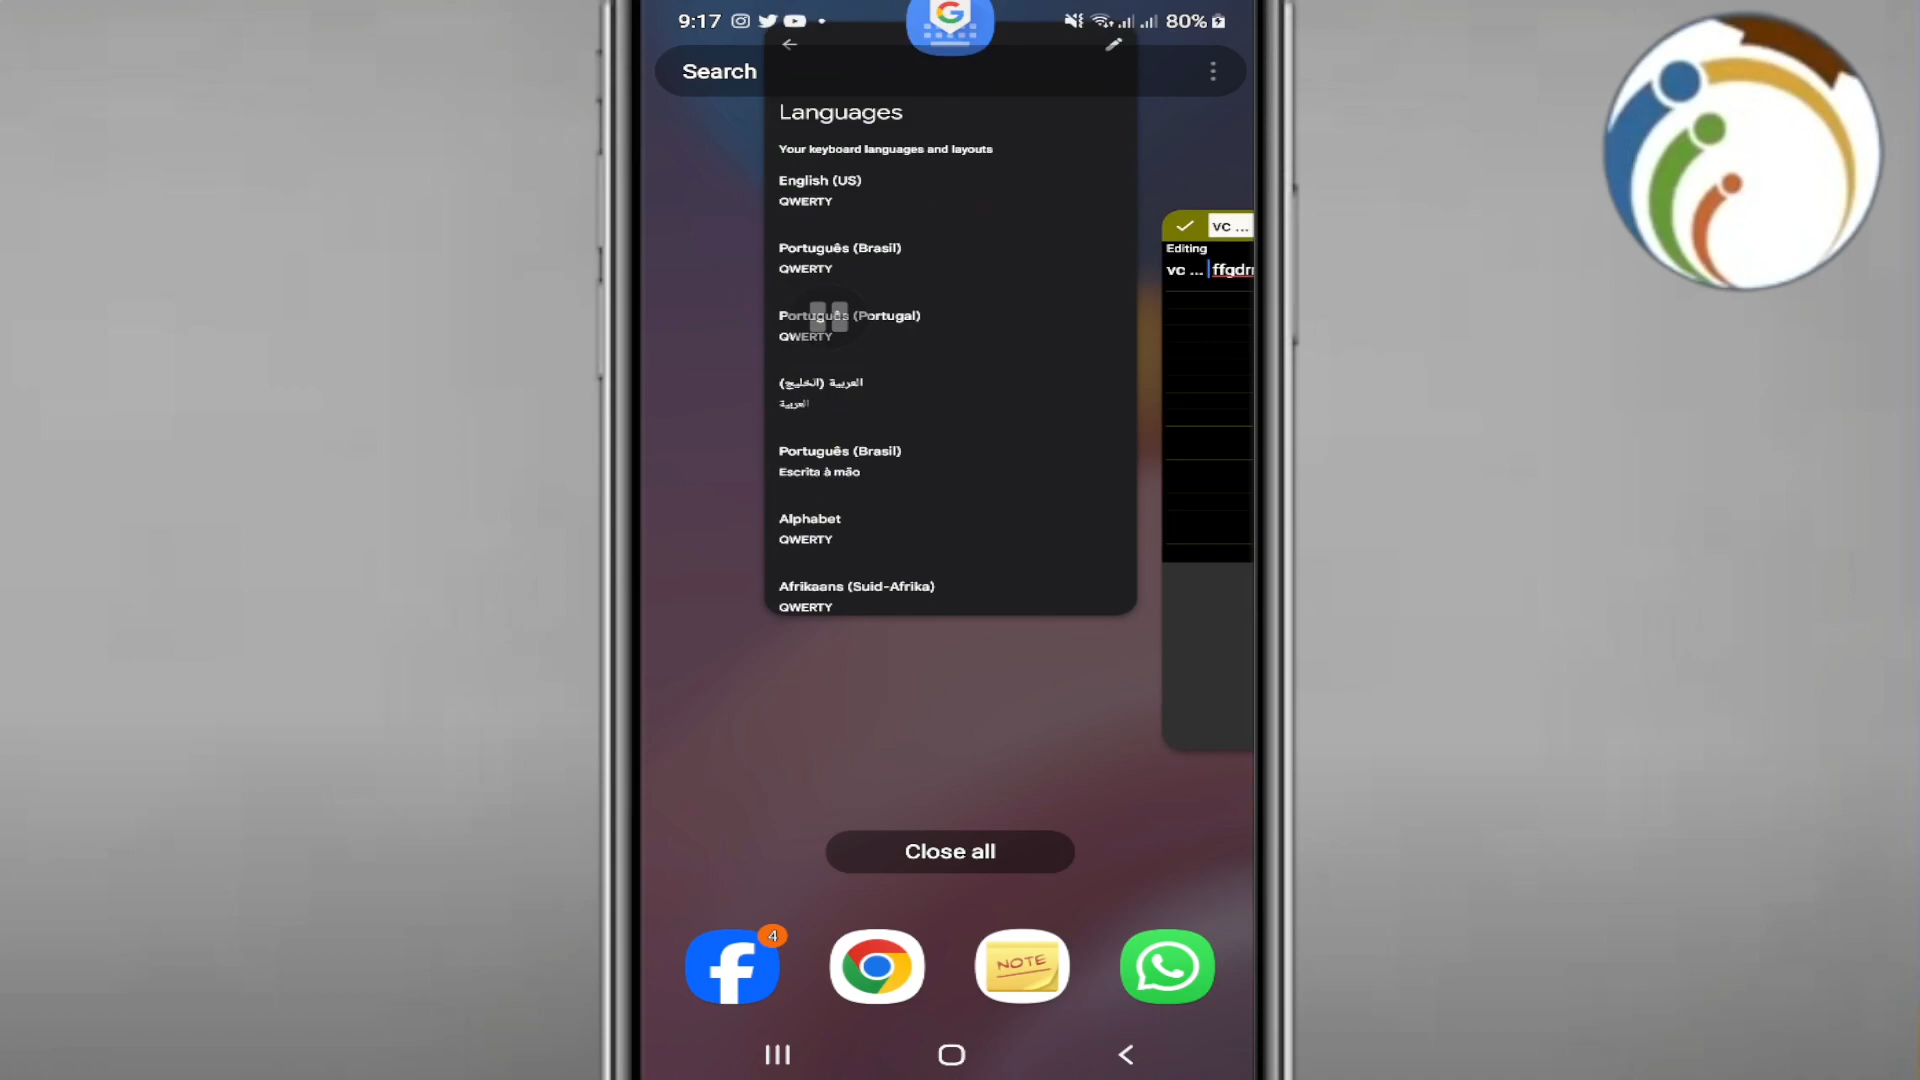 9:17
80%
Search
Languages
Your keyboard languages and layouts
English (US)
QWERTY
Português (Brasil)
QWERTY
Português (Portugal)
QWERTY
العربية (الخليج)
العربية
Português (Brasil)
Escrita à mão
Alphabet
QWERTY
Afrikaans (Suid-Afrika)
QWERTY
vc ...
Editing
vc ... ffgdr
Close all
4
NOTE